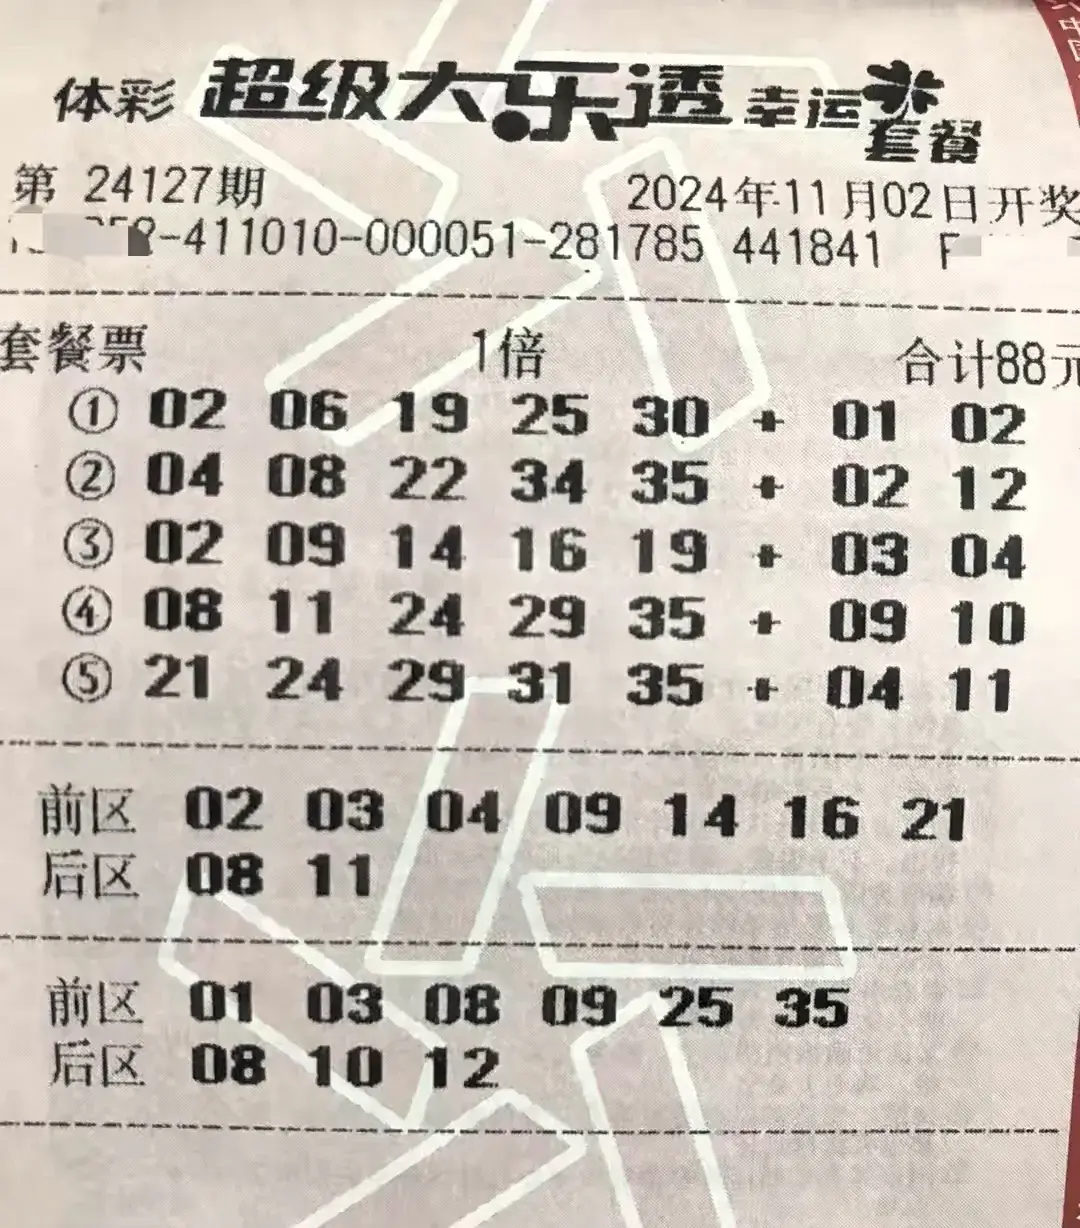 体彩 超级大乐透 幸运套餐
第 24127期 2024年11月02日开奖
-411010-000051-281785 441841
套餐票 1倍 合计88元
① 02 06 19 25 30 + 01 02
② 04 08 22 34 35 + 02 12
③ 02 09 14 16 19 + 03 04
④ 08 11 24 29 35 + 09 10
⑤ 21 24 29 31 35 + 04 11
前区 02 03 04 09 14 16 21
后区 08 11
前区 01 03 08 09 25 35
后区 08 10 12